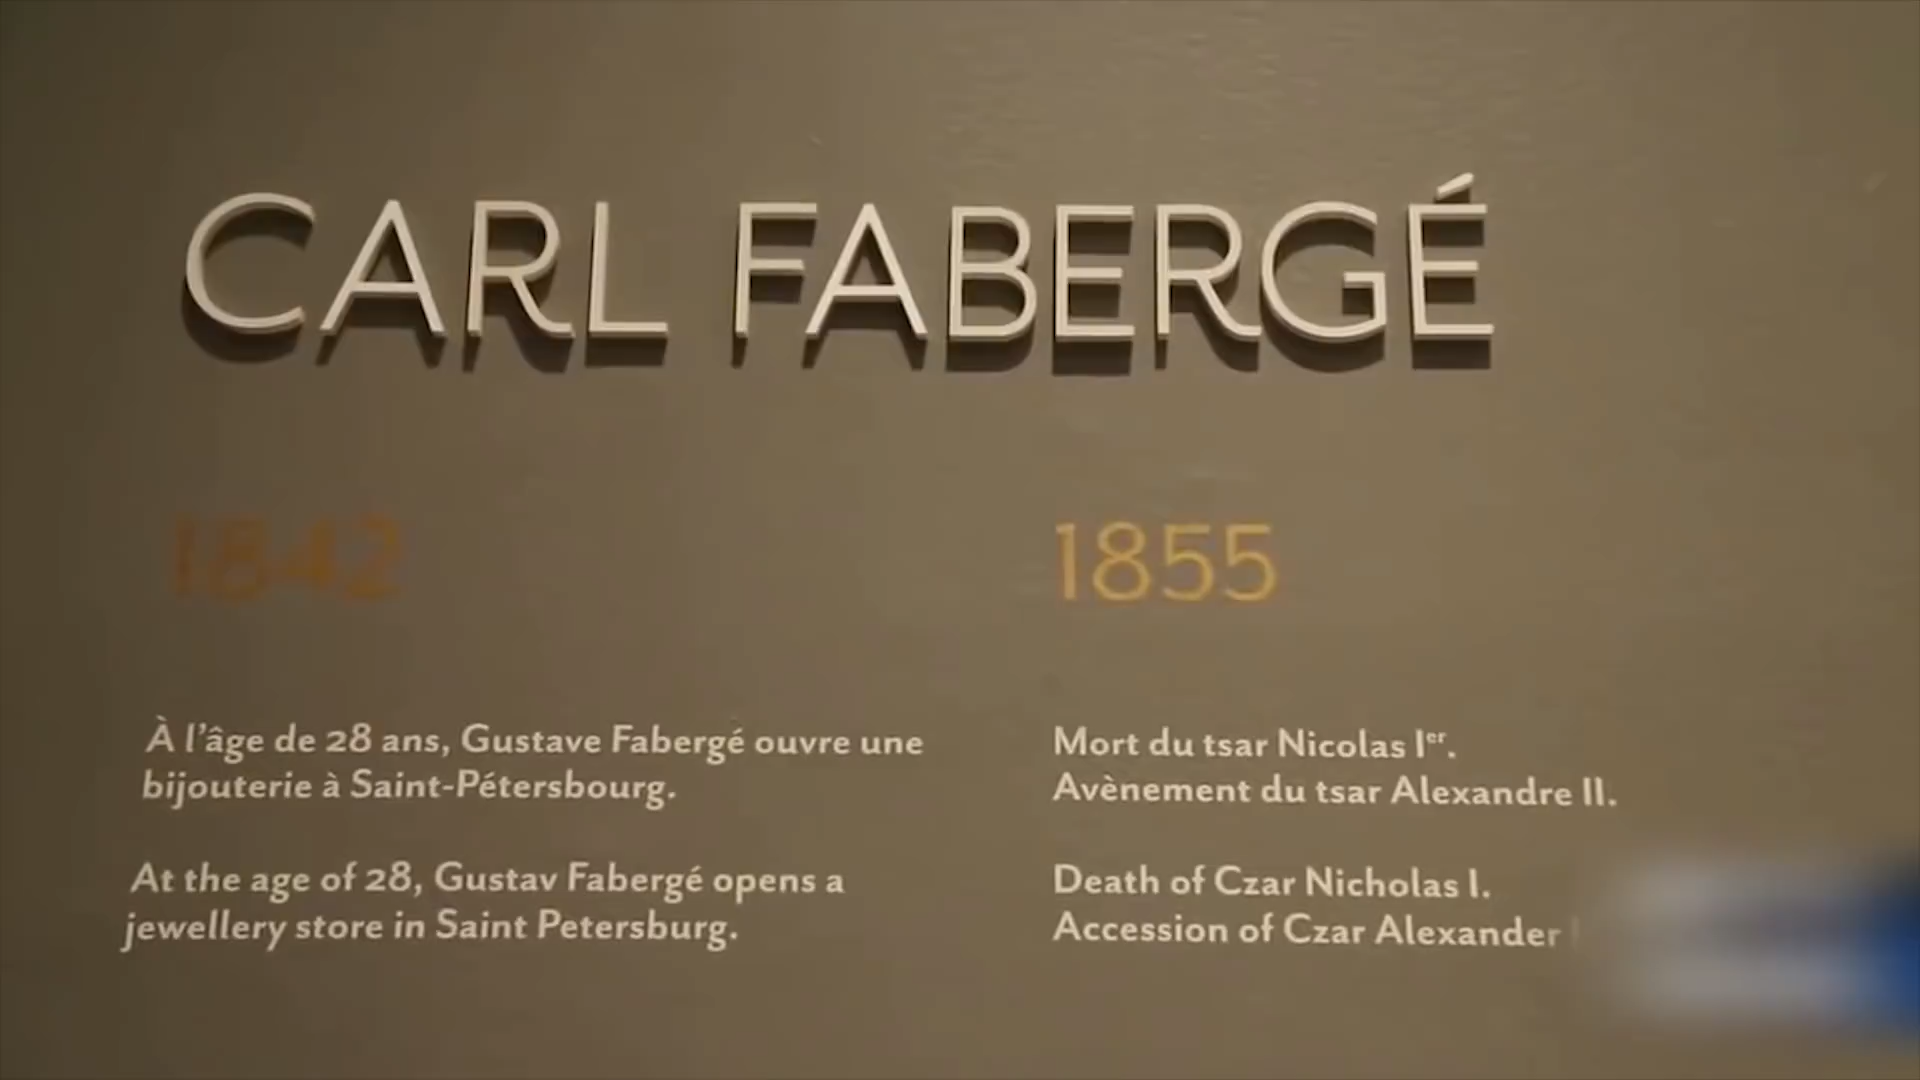 CARL FABERGÉ
1842
À l'âge de 28 ans, Gustave Fabergé ouvre une
bijouterie à Saint-Pétersbourg.
At the age of 28, Gustav Fabergé opens a
jewellery store in Saint Petersburg.
1855
Mort du tsar Nicolas Iᵉʳ.
Avènement du tsar Alexandre II.
Death of Czar Nicholas I.
Accession of Czar Alexander